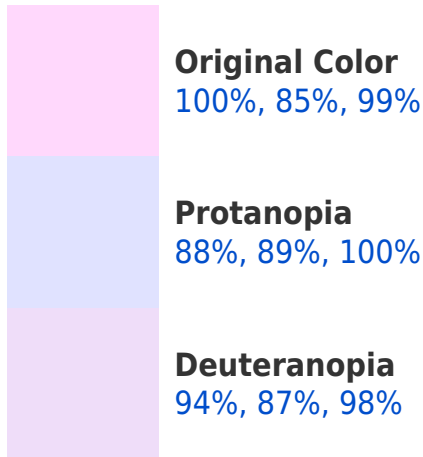 Original Color
100%, 85%, 99%
Protanopia
88%, 89%, 100%
Deuteranopia
94%, 87%, 98%